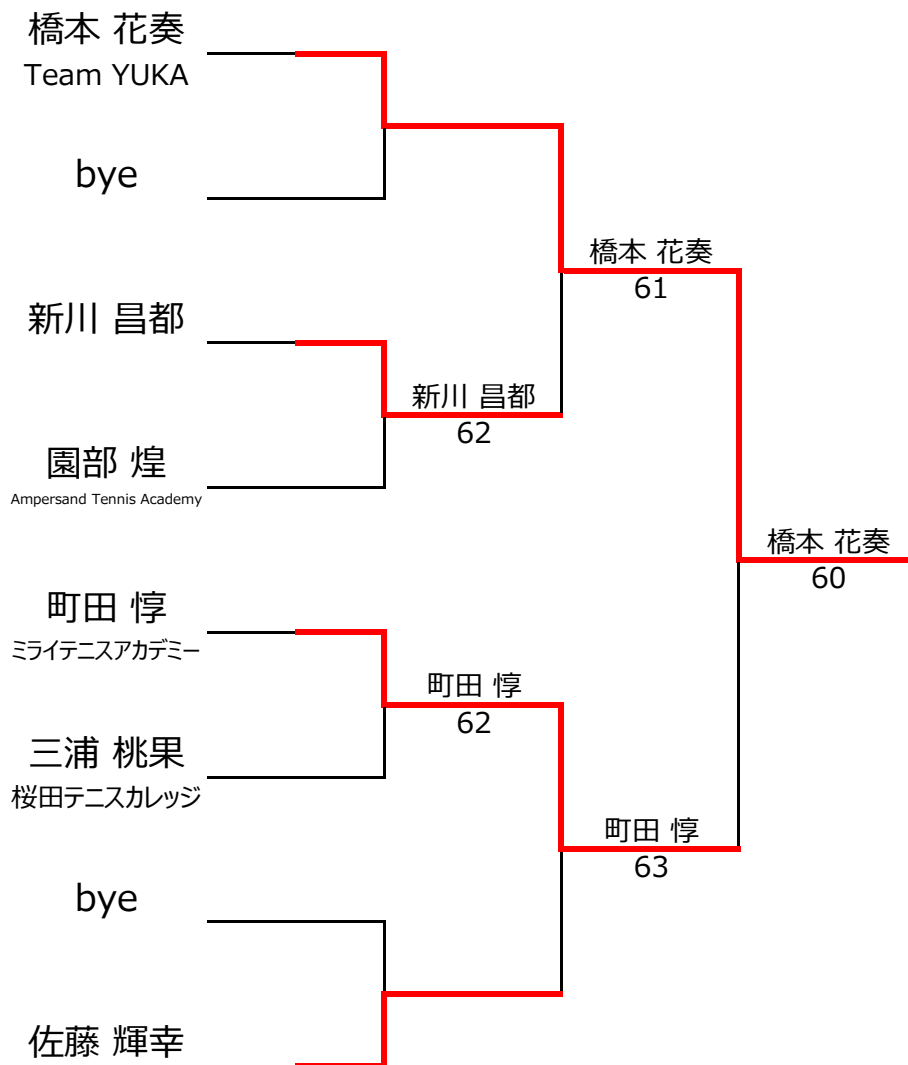 橋本 花奏
Team YUKA
bye
橋本 花奏
61
新川 昌都
新川 昌都
62
園部 煌
Ampersand Tennis Academy
橋本 花奏
60
町田 惇
ミライテニスアカデミー
町田 惇
62
三浦 桃果
桜田テニスカレッジ
町田 惇
63
bye
佐藤 輝幸